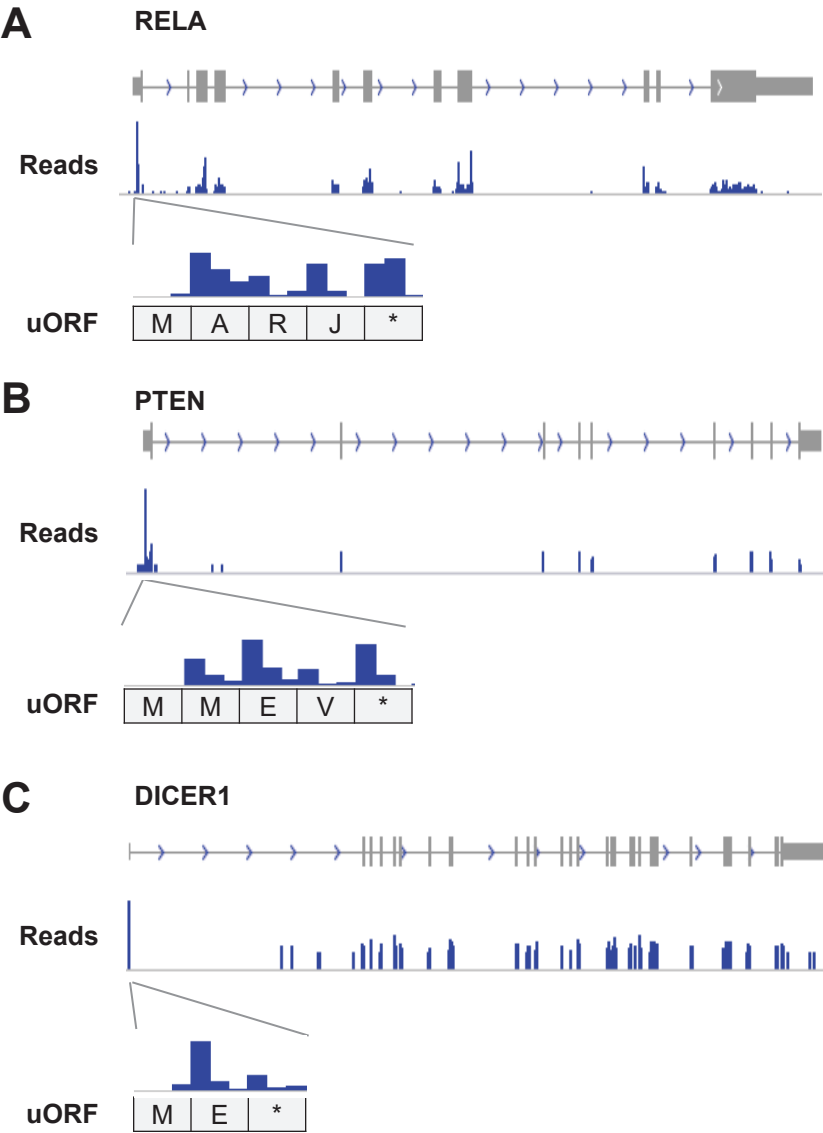 A RELA
Reads
uORF M A R J *
B PTEN
Reads
uORF M M E V *
C DICER1
Reads
uORF M E *